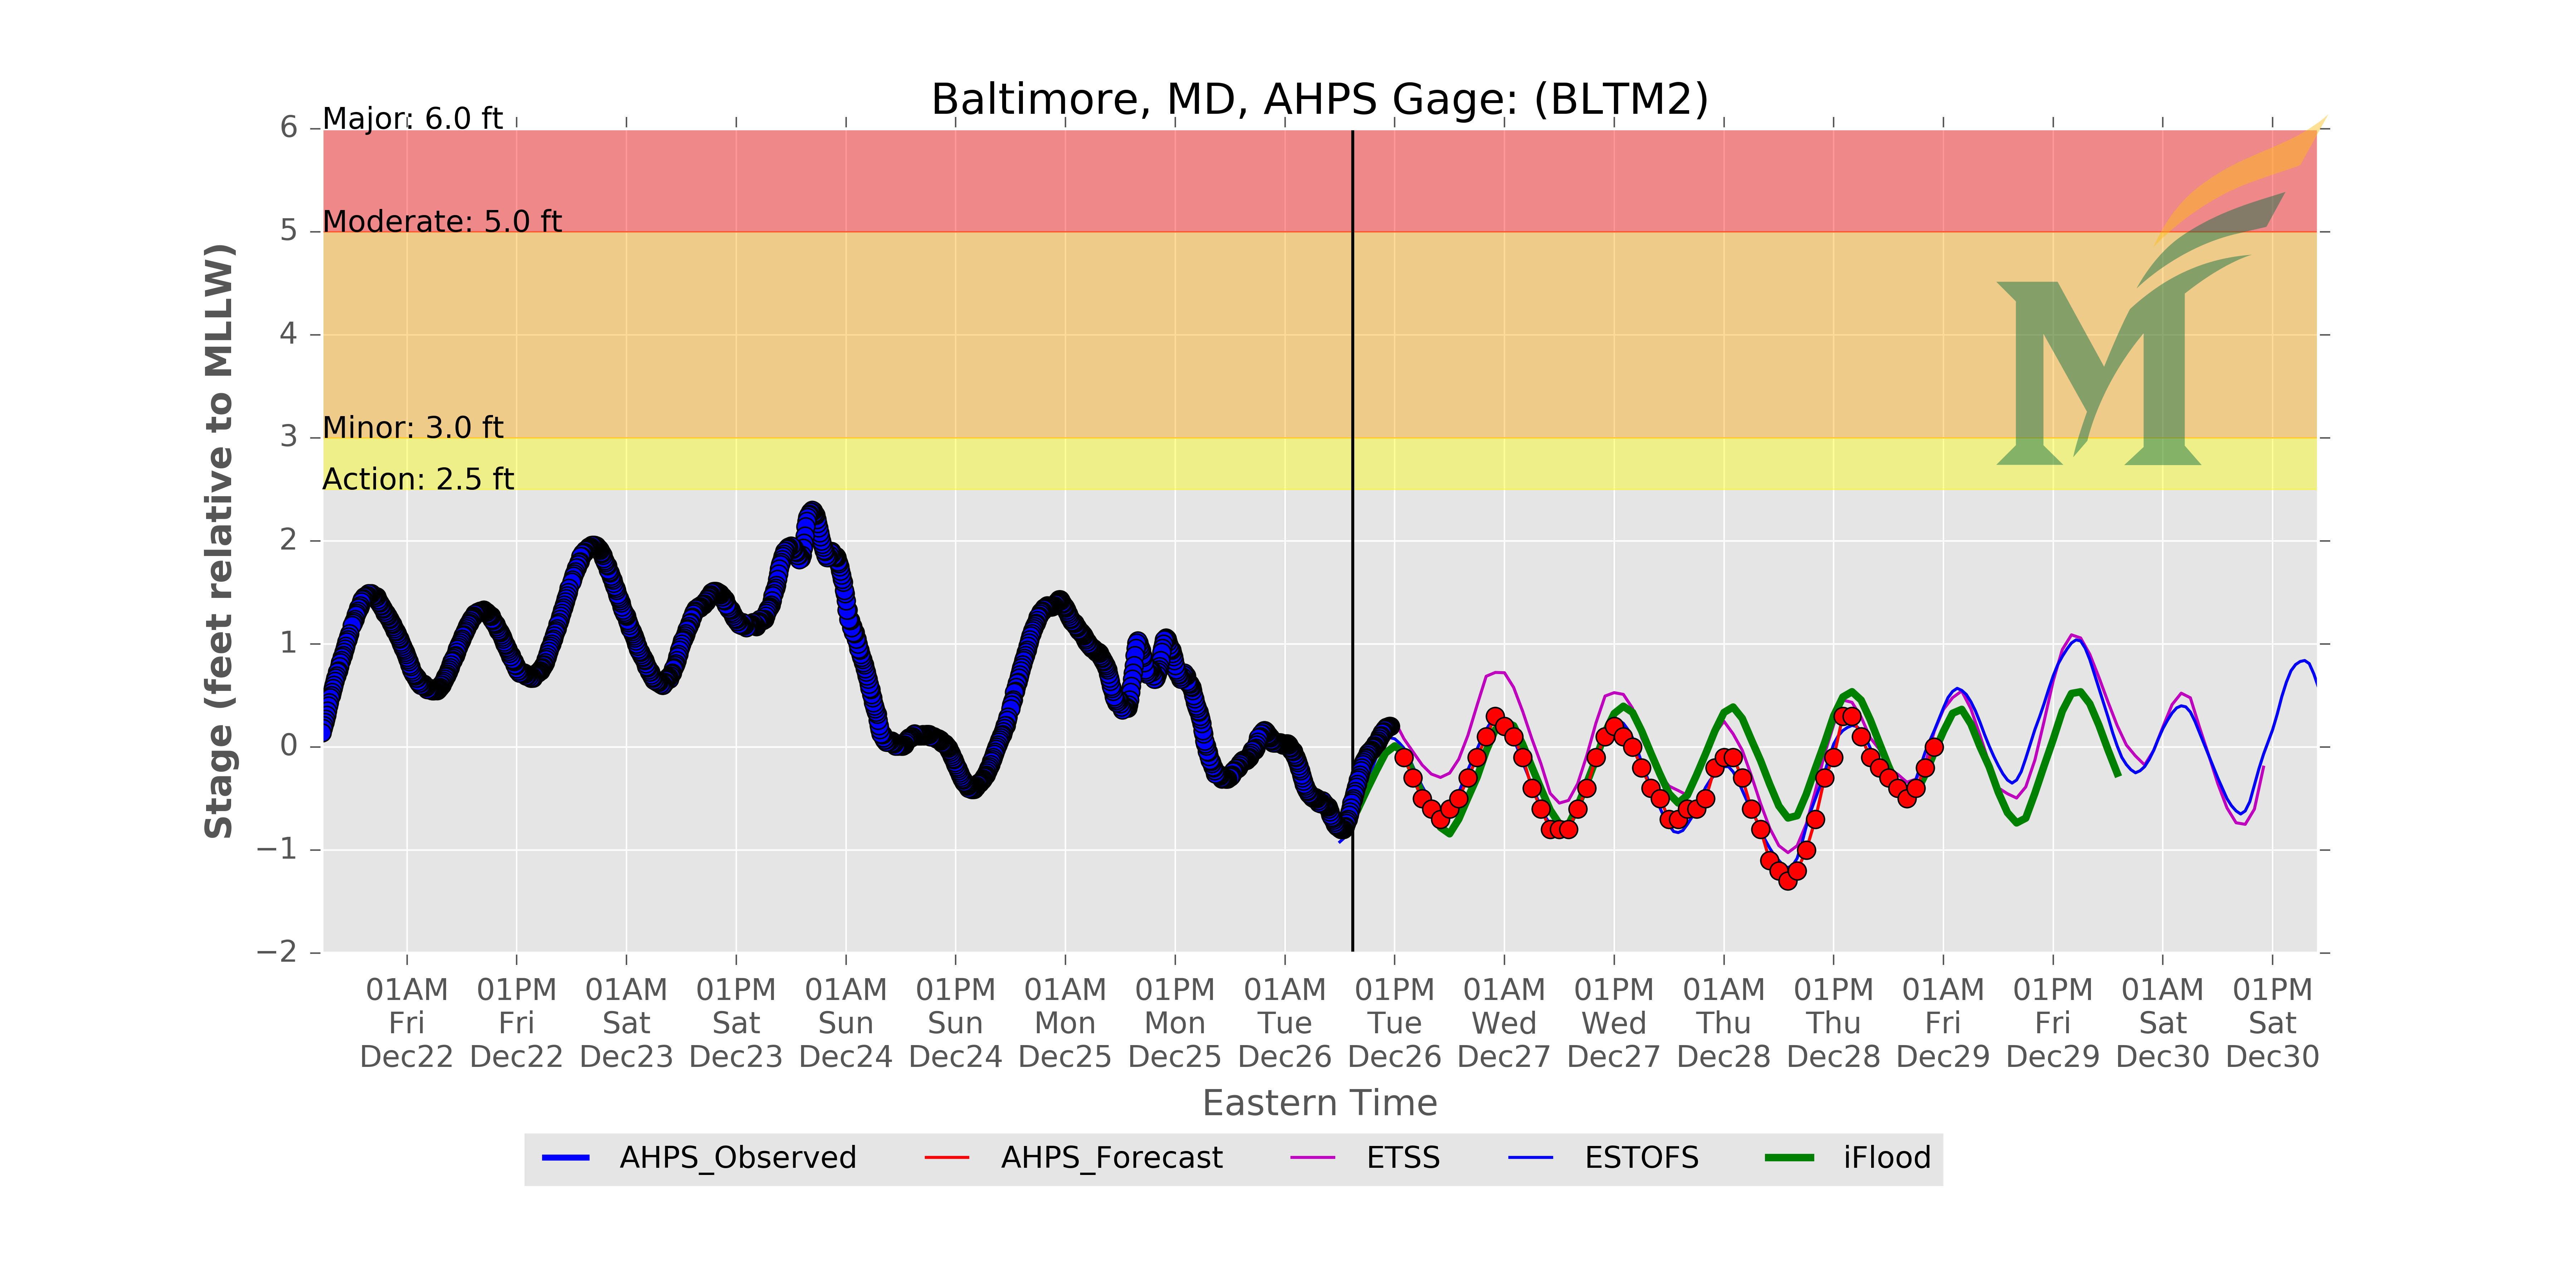 Baltimore, MD, AHPS Gage: (BLTM2)
Major: 6.0 ft
Moderate: 5.0 ft
Minor: 3.0 ft
Action: 2.5 ft
6
5
4
3
2
1
0
−1
−2
Stage (feet relative to MLLW)
01AM 01PM 01AM 01PM 01AM 01PM 01AM 01PM 01AM 01PM 01AM 01PM 01AM 01PM 01AM 01PM 01AM 01PM
Fri Fri Sat Sat Sun Sun Mon Mon Tue Tue Wed Wed Thu Thu Fri Fri Sat Sat
Dec22 Dec22 Dec23 Dec23 Dec24 Dec24 Dec25 Dec25 Dec26 Dec26 Dec27 Dec27 Dec28 Dec28 Dec29 Dec29 Dec30 Dec30
Eastern Time
AHPS_Observed AHPS_Forecast ETSS ESTOFS iFlood
M